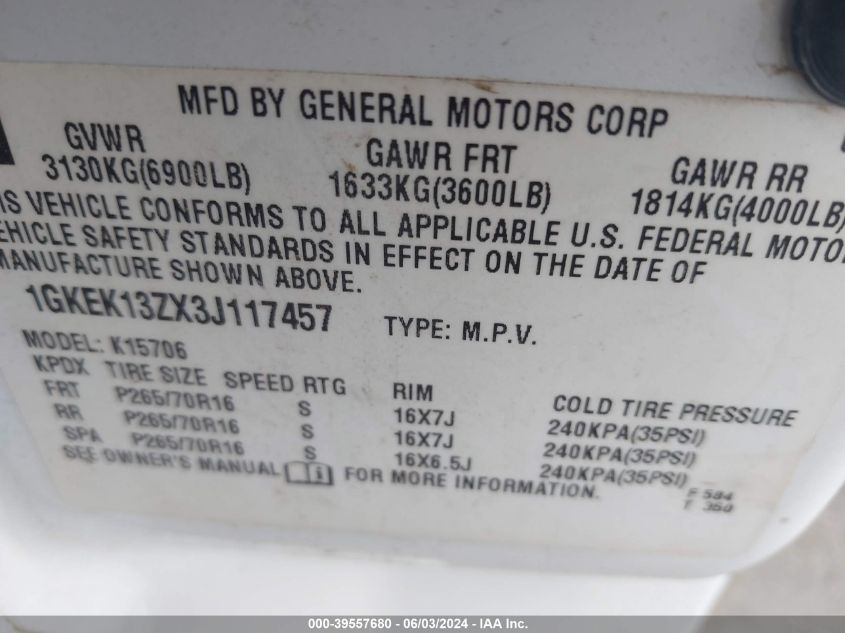 MFD BY GENERAL MOTORS CORP
GVWR GAWR FRT GAWR RR
3130KG(6900LB) 1633KG(3600LB) 1814KG(4000LB)
IS VEHICLE CONFORMS TO ALL APPLICABLE U.S. FEDERAL MOTOR
EHICLE SAFETY STANDARDS IN EFFECT ON THE DATE OF
MANUFACTURE SHOWN ABOVE.
1GKEK13ZX3J117457 TYPE: M.P.V.
MODEL: K15706
KPDX TIRE SIZE SPEED RTG RIM COLD TIRE PRESSURE
FRT P265/70R16 S 16X7J 240KPA(35PSI)
RR P265/70R16 S 16X7J 240KPA(35PSI)
SPA P265/70R16 S 16X6.5J 240KPA(35PSI)
SEE OWNER'S MANUAL FOR MORE INFORMATION.
F 584
T 350
000-39557680 - 06/03/2024 - IAA Inc.